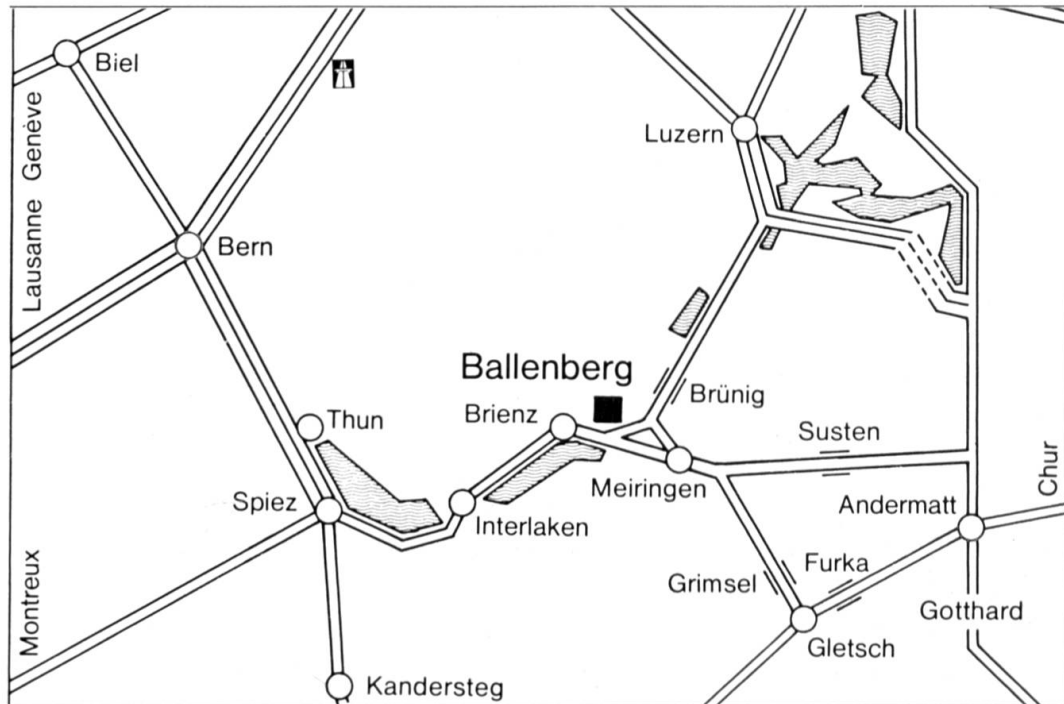 Biel
Lausanne Genève
Luzern
Bern
Ballenberg
Brünig
Brienz
Thun
Susten
Chur
Meiringen
Spiez
Interlaken
Andermatt
Montreux
Grimsel
Furka
Gotthard
Gletsch
Kandersteg